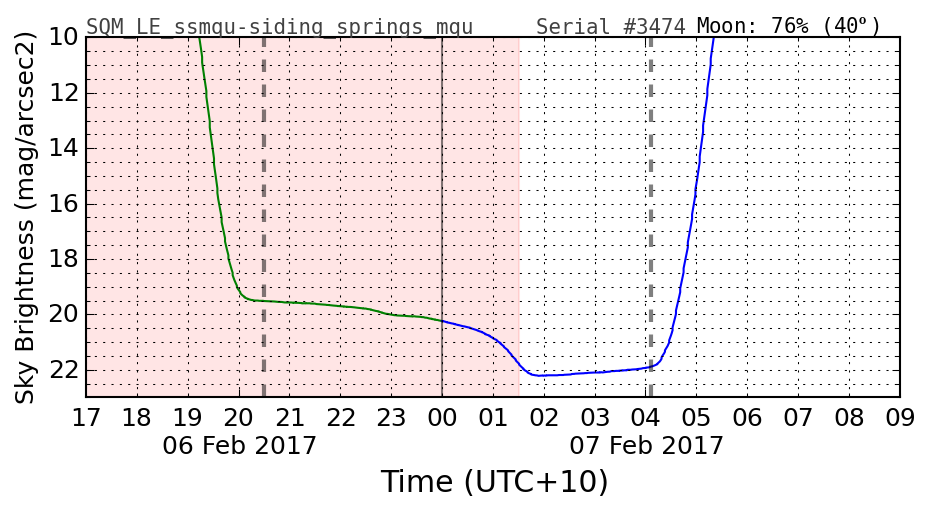 SQM_LE_ssmqu-siding_springs_mqu Serial #3474 Moon: 76% (40°)
10
12
14
16
18
20
22
Sky Brightness (mag/arcsec2)
17 18 19 20 21 22 23 00 01 02 03 04 05 06 07 08 09
06 Feb 2017 07 Feb 2017
Time (UTC+10)